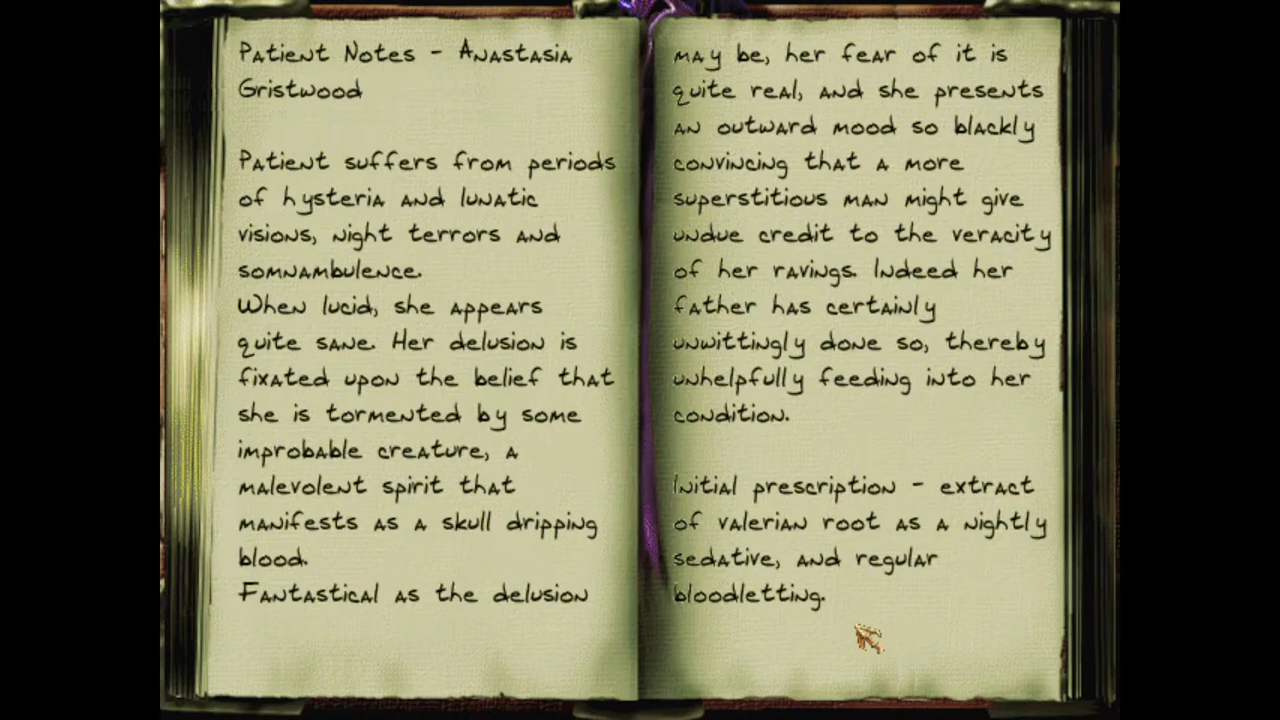 Patient Notes - Anastasia
Gristwood
Patient suffers from periods
of hysteria and lunatic
visions, night terrors and
somnambulence.
When lucid, she appears
quite sane. Her delusion is
fixated upon the belief that
she is tormented by some
improbable creature, a
malevolent spirit that
manifests as a skull dripping
blood.
Fantastical as the delusion
may be, her fear of it is
quite real, and she presents
an outward mood so blackly
convincing that a more
superstitious man might give
undue credit to the veracity
of her ravings. Indeed her
father has certainly
unwittingly done so, thereby
unhelpfully feeding into her
condition.
Initial prescription - extract
of valerian root as a nightly
sedative, and regular
bloodletting.